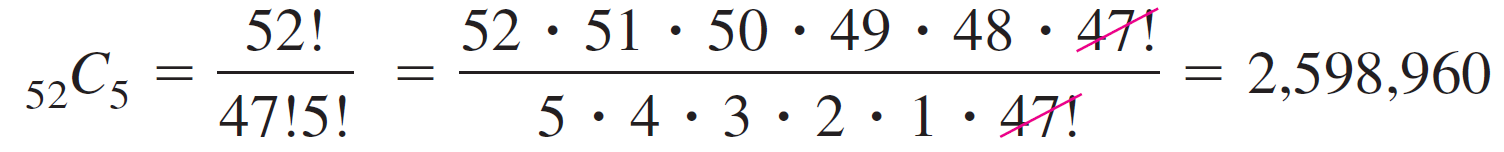 ₅₂C₅ = 52! / 47!5! = 52 · 51 · 50 · 49 · 48 · 47! / 5 · 4 · 3 · 2 · 1 · 47! = 2,598,960